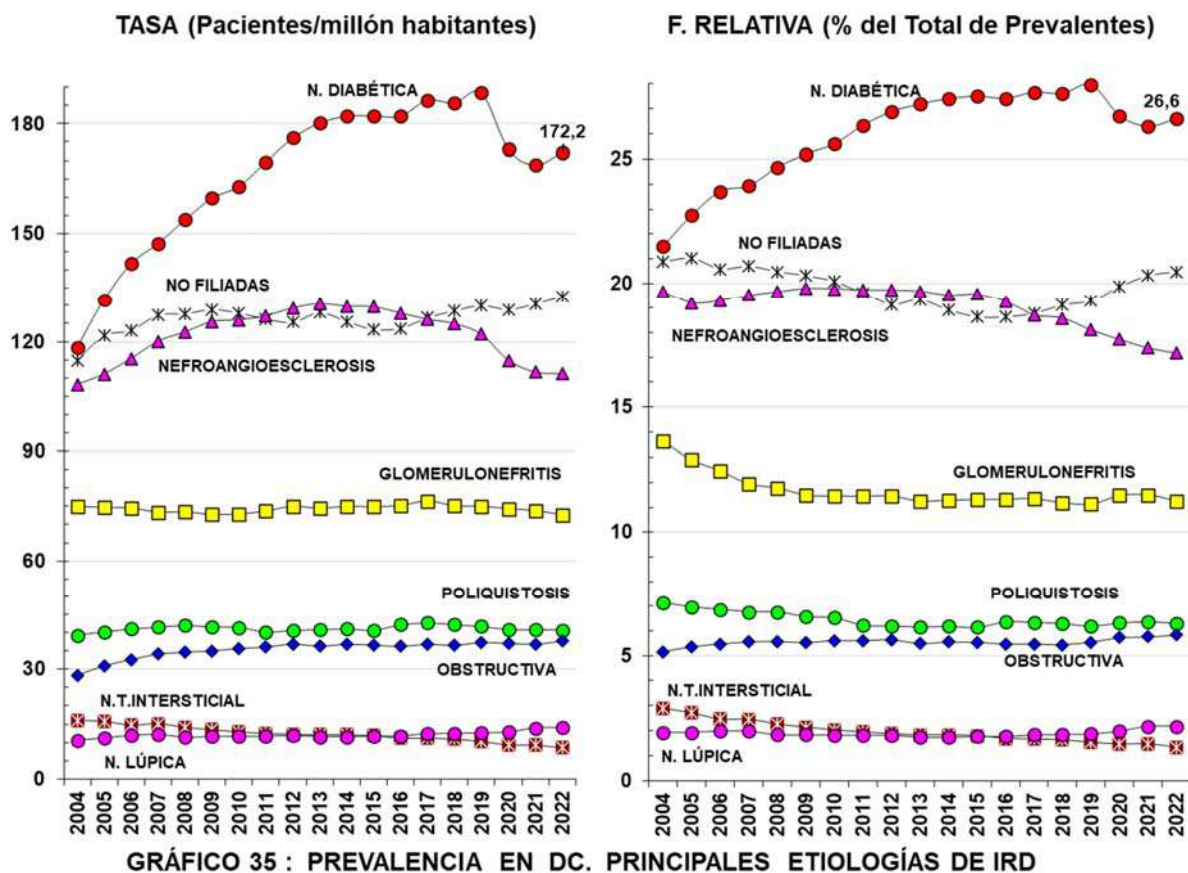 TASA (Pacientes/millón habitantes)
N. DIABÉTICA
180
172,2
150
NO FILIADAS
120
NEFROANGIOESCLEROSIS
90
GLOMERULONEFRITIS
60
POLIQUISTOSIS
30
OBSTRUCTIVA
N.T.INTERSTICIAL
N. LÚPICA
0
2004 2005 2006 2007 2008 2009 2010 2011 2012 2013 2014 2015 2016 2017 2018 2019 2020 2021 2022
F. RELATIVA (% del Total de Prevalentes)
N. DIABÉTICA
26,6
25
NO FILIADAS
20
NEFROANGIOESCLEROSIS
15
GLOMERULONEFRITIS
10
POLIQUISTOSIS
5
OBSTRUCTIVA
N.T.INTERSTICIAL
N. LÚPICA
0
2004 2005 2006 2007 2008 2009 2010 2011 2012 2013 2014 2015 2016 2017 2018 2019 2020 2021 2022
GRÁFICO 35 : PREVALENCIA EN DC. PRINCIPALES ETIOLOGÍAS DE IRD